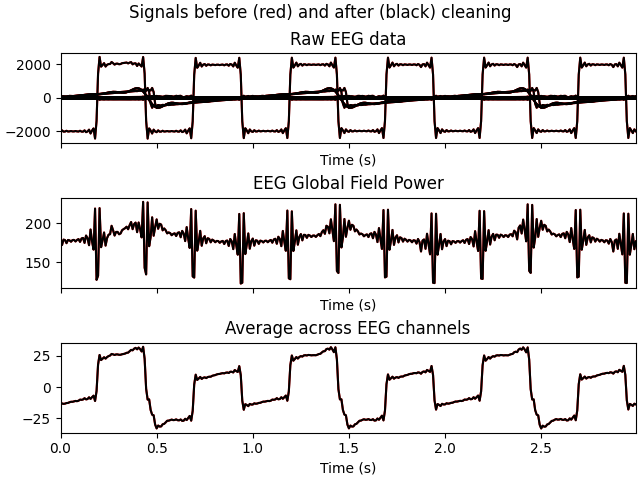 Signals before (red) and after (black) cleaning
Raw EEG data
2000
0
−2000
Time (s)
EEG Global Field Power
200
150
Time (s)
Average across EEG channels
25
0
−25
0.0 0.5 1.0 1.5 2.0 2.5
Time (s)